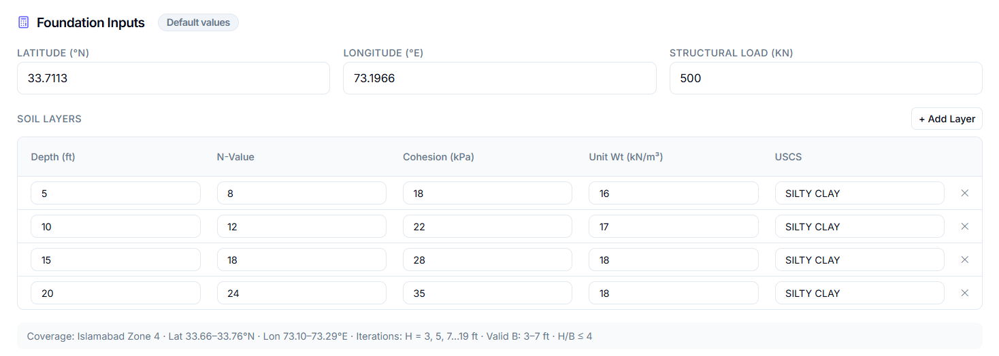 Foundation Inputs Default values
LATITUDE (°N) LONGITUDE (°E) STRUCTURAL LOAD (KN)
33.7113 73.1966 500
SOIL LAYERS + Add Layer
Depth (ft) N-Value Cohesion (kPa) Unit Wt (kN/m³) USCS
5 8 18 16 SILTY CLAY ×
10 12 22 17 SILTY CLAY ×
15 18 28 18 SILTY CLAY ×
20 24 35 18 SILTY CLAY ×
Coverage: Islamabad Zone 4 · Lat 33.66–33.76°N · Lon 73.10–73.29°E · Iterations: H = 3, 5, 7…19 ft · Valid B: 3–7 ft · H/B ≤ 4